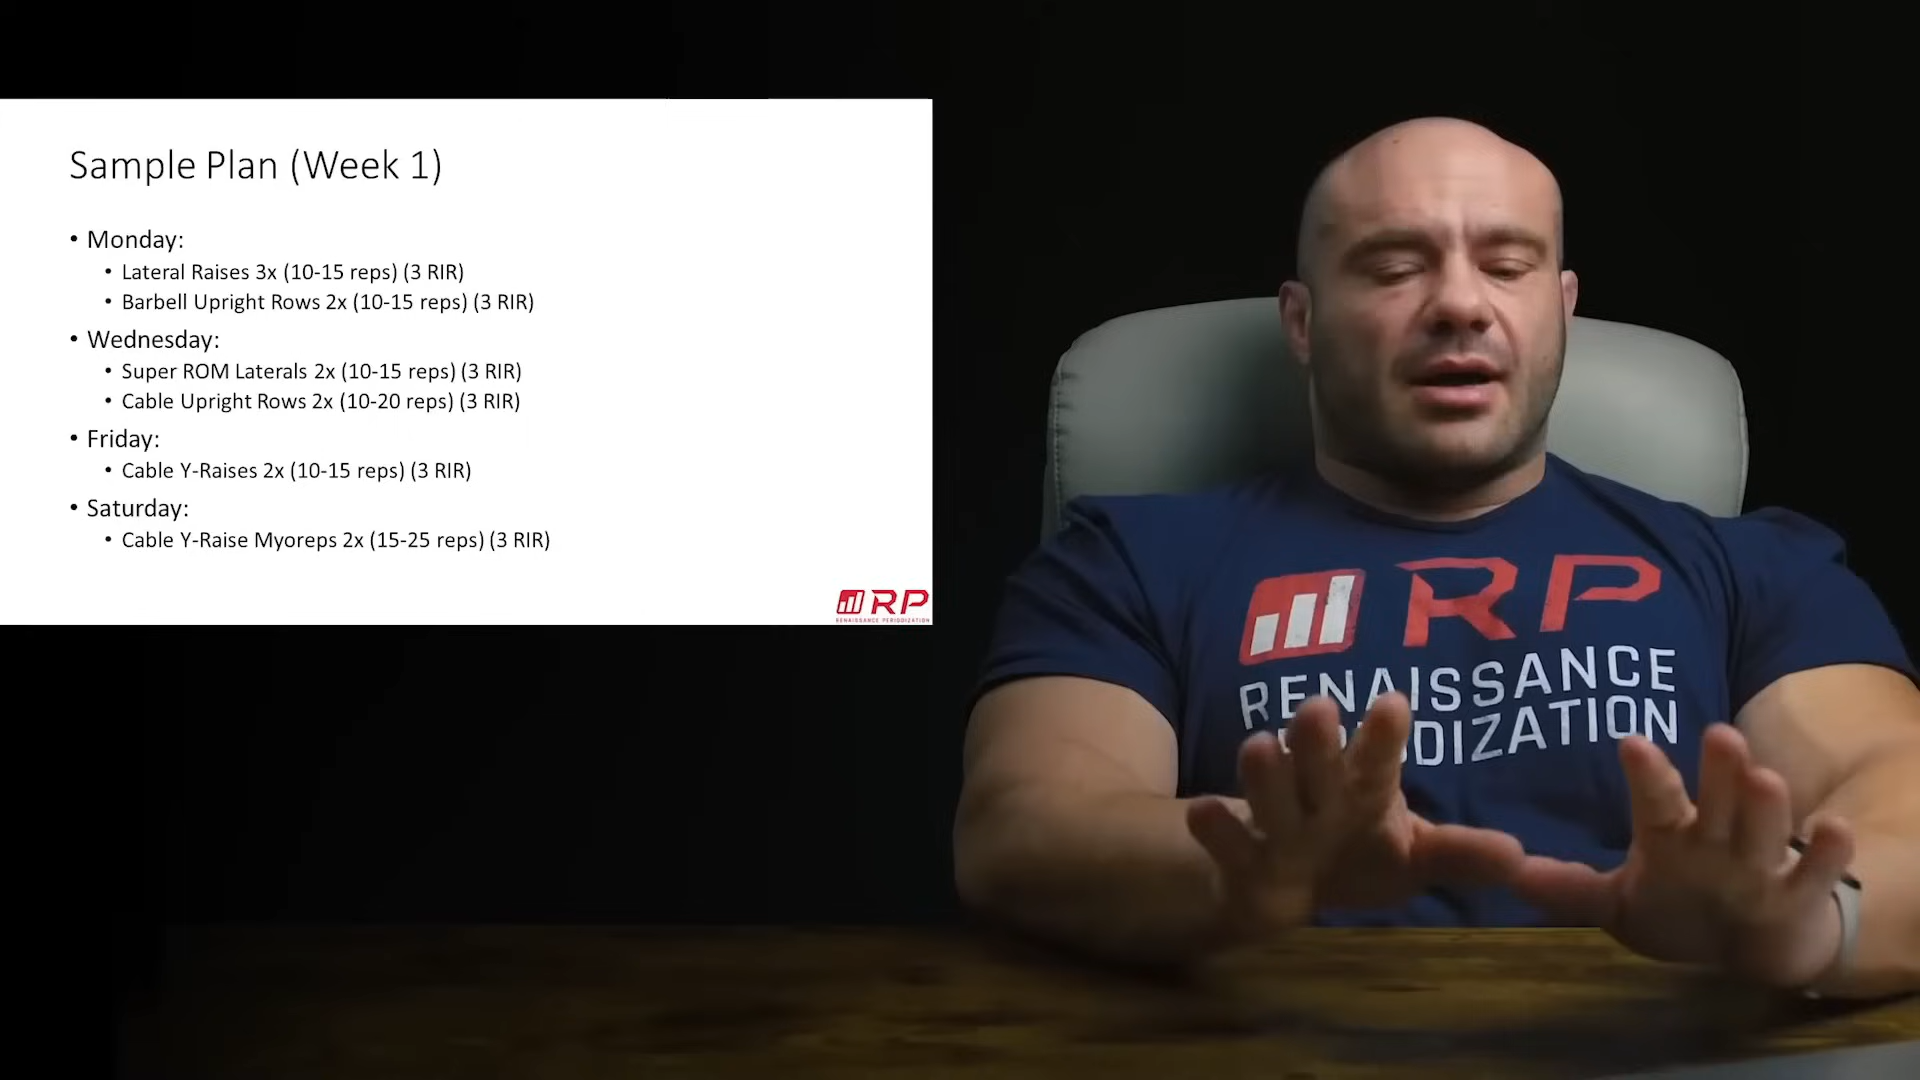 Sample Plan (Week 1)
• Monday:
• Lateral Raises 3x (10-15 reps) (3 RIR)
• Barbell Upright Rows 2x (10-15 reps) (3 RIR)
• Wednesday:
• Super ROM Laterals 2x (10-15 reps) (3 RIR)
• Cable Upright Rows 2x (10-20 reps) (3 RIR)
• Friday:
• Cable Y-Raises 2x (10-15 reps) (3 RIR)
• Saturday:
• Cable Y-Raise Myoreps 2x (15-25 reps) (3 RIR)
RP
RENAISSANCE PERIODIZATION
RP
RENAISSANCE
PERIODIZATION